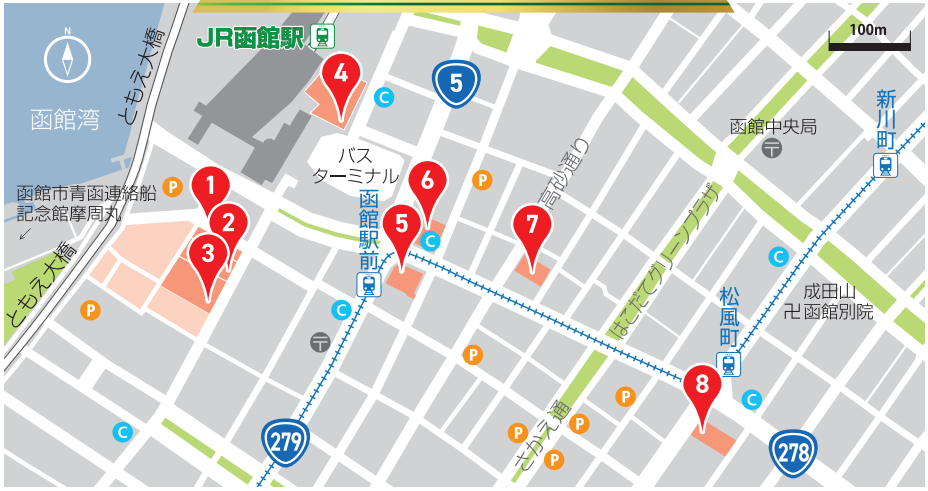 N
JR函館駅
100m
ともえ大橋
函館湾
4
C
5
新川町
函館中央局
〒
バス
ターミナル
高砂通り
函館市青函連絡船
記念館摩周丸
P
1
6
P
函館駅前
2
5
C
7
3
はこだてグリーンプラザ
C
ともえ大橋
P
C
松風町
成田山
卍函館別院
〒
P
8
P
C
さかえ通
C
P
P
P
279
278